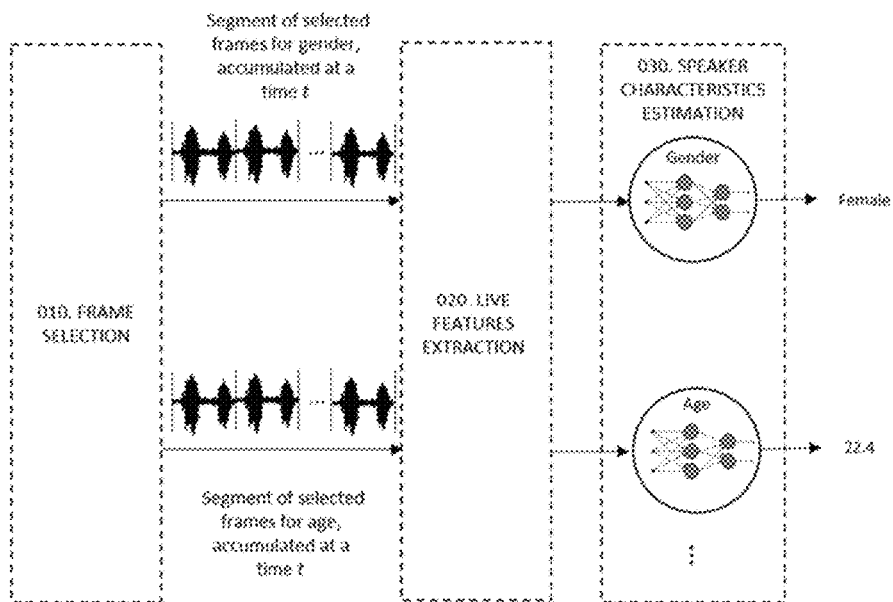 Segment of selected
frames for gender,
accumulated at a
time t
010. FRAME
SELECTION
020. LIVE
FEATURES
EXTRACTION
030. SPEAKER
CHARACTERISTICS
ESTIMATION
Gender
Female
Age
22.4
Segment of selected
frames for age,
accumulated at a
time t